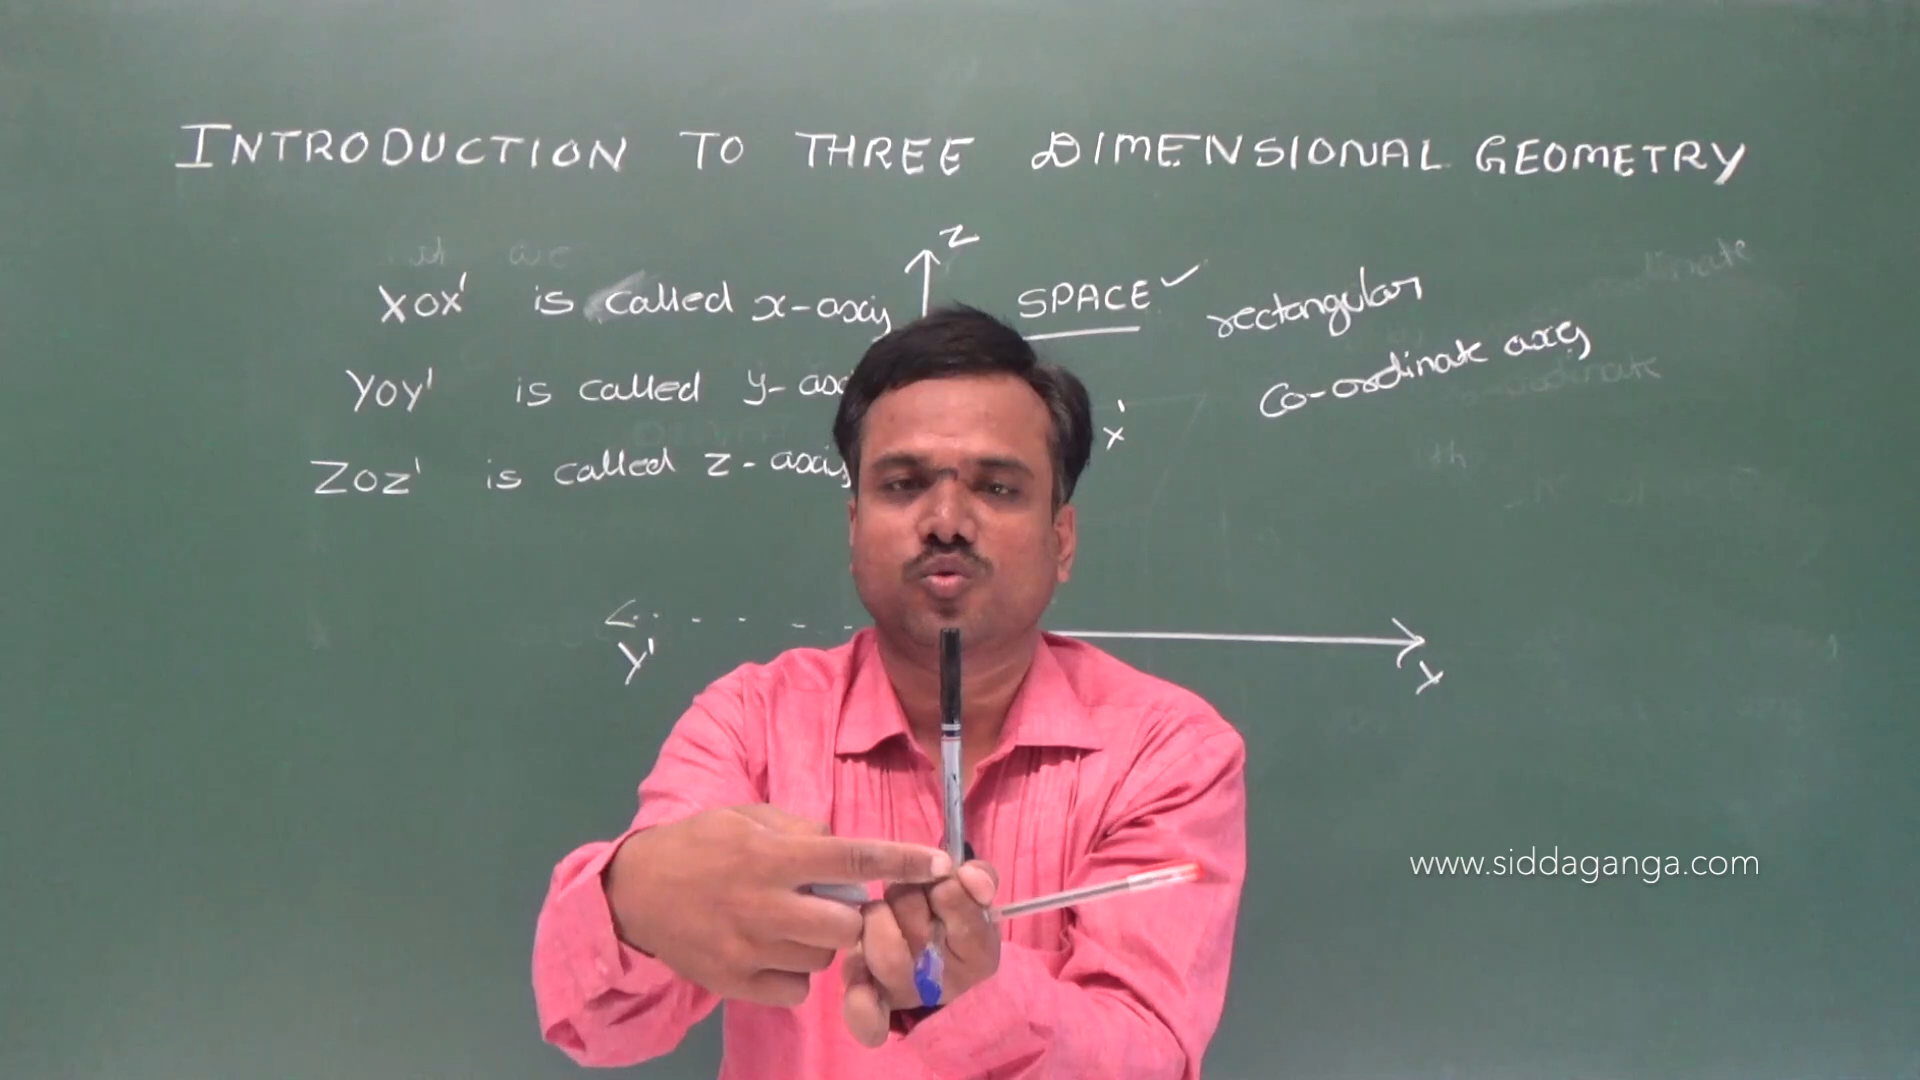 INTRODUCTION TO THREE DIMENSIONAL GEOMETRY
Z
XOX' is called x-axis
SPACE ✓
rectangular
YOY' is called y-
co-ordinate axes
X'
ZOZ' is called z-axis
Y'
Y
www.siddaganga.com